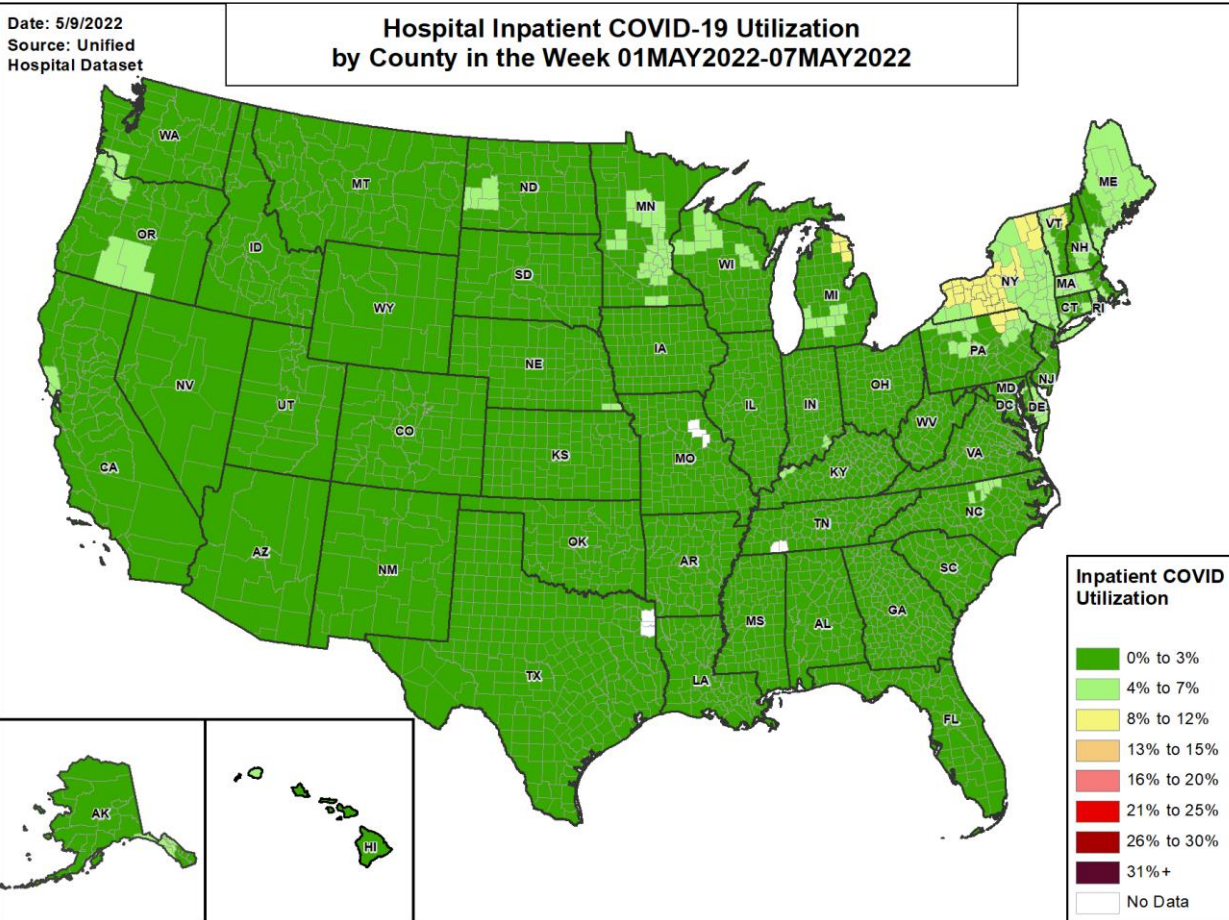 Date: 5/9/2022
Source: Unified
Hospital Dataset
Hospital Inpatient COVID-19 Utilization
by County in the Week 01MAY2022-07MAY2022
WA
MT
ND
MN
ME
OR
ID
SD
WI
VT
NH
NY
MA
MI
CT
RI
WY
IA
PA
NE
NV
OH
NJ
UT
IL
IN
MD
DE
DC
CO
WV
KS
MO
VA
CA
KY
NC
TN
OK
AZ
NM
AR
SC
MS
AL
GA
TX
LA
FL
AK
HI
Inpatient COVID
Utilization
0% to 3%
4% to 7%
8% to 12%
13% to 15%
16% to 20%
21% to 25%
26% to 30%
31%+
No Data